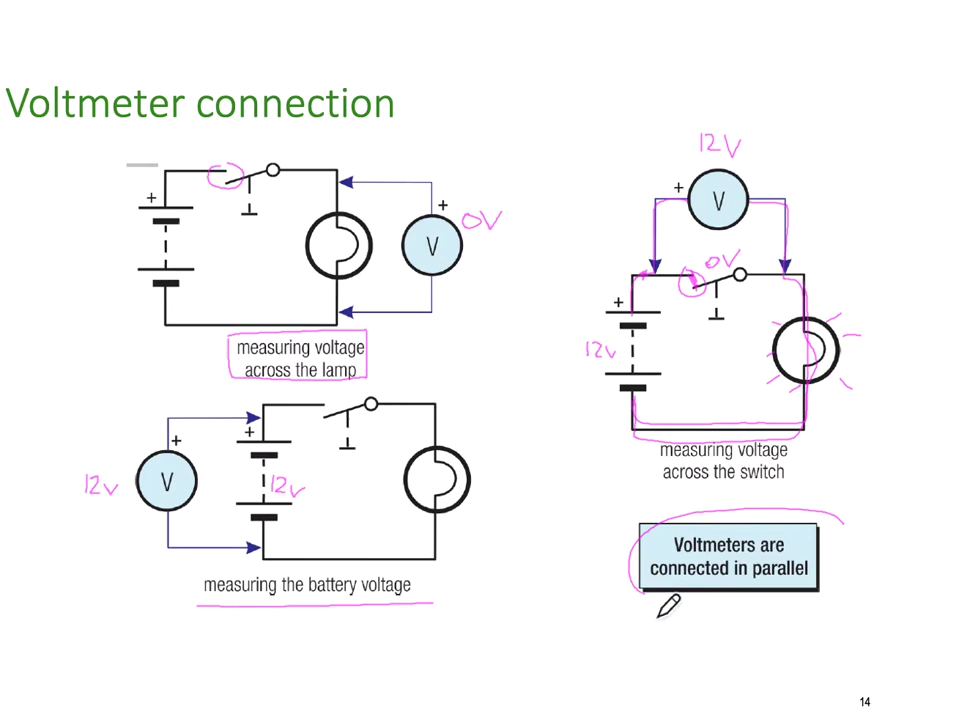 Voltmeter connection
+
+
V
0V
measuring voltage
across the lamp
12V
+
V
0V
+
12v
measuring voltage
across the switch
12v
+
V
+
12v
measuring the battery voltage
Voltmeters are
connected in parallel
14